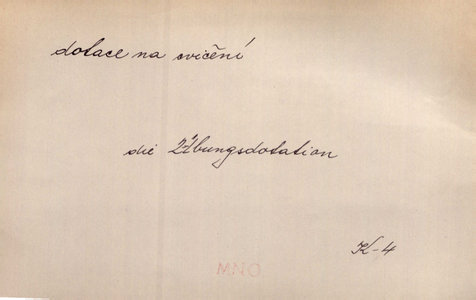 dotace na cvičení
die Übungsdotation
K-4
MNO